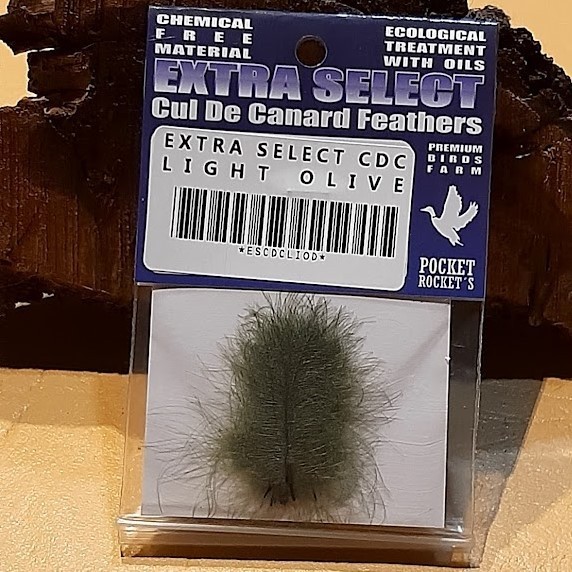 CHEMICAL
FREE
MATERIAL
ECOLOGICAL
TREATMENT
WITH OILS
EXTRA SELECT
Cul De Canard Feathers
EXTRA SELECT CDC
LIGHT OLIVE
*ESCDCLIOD*
PREMIUM
BIRDS
FARM
POCKET
ROCKET´S